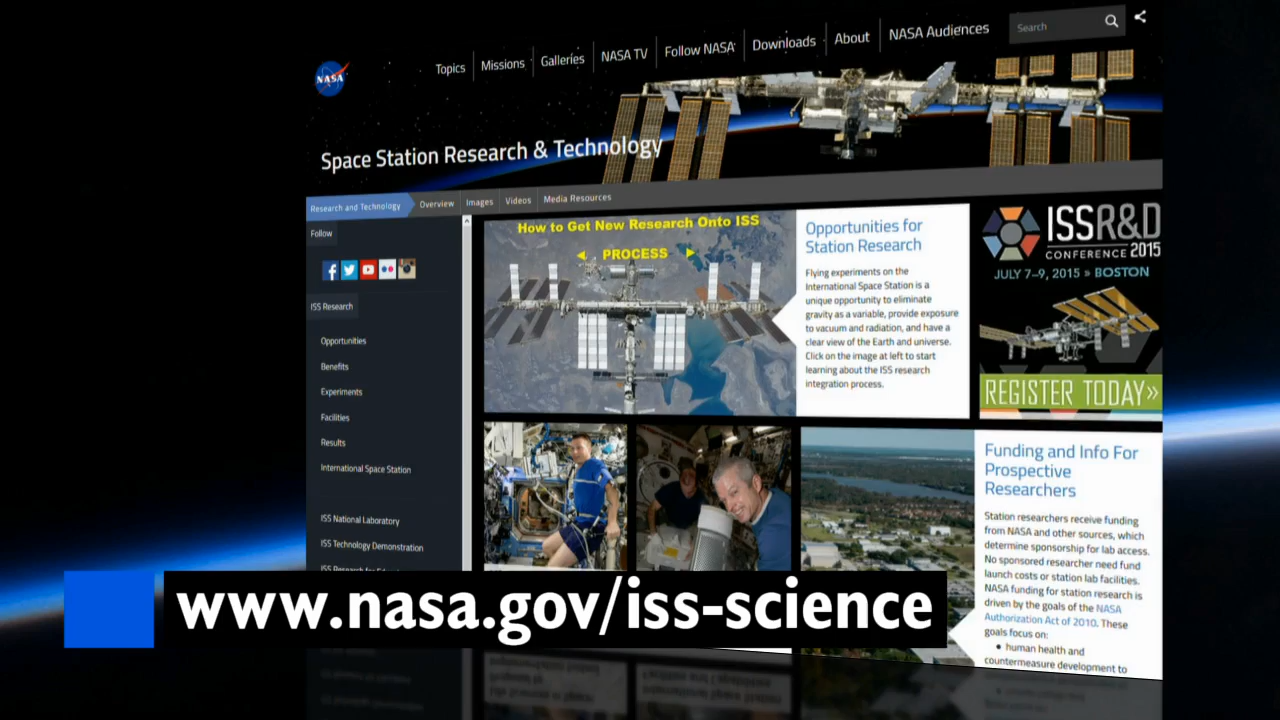 NASA
Topics
Missions
Galleries
NASA TV
Follow NASA
Downloads
About
NASA Audiences
Search
Space Station Research & Technology
Research and Technology
Overview
Images
Videos
Media Resources
Follow
ISS Research
Opportunities
Benefits
Experiments
Facilities
Results
International Space Station
ISS National Laboratory
ISS Technology Demonstration
How to Get New Research Onto ISS
PROCESS
Opportunities for
Station Research
Flying experiments on the
International Space Station is a
unique opportunity to eliminate
gravity as a variable, provide exposure
to vacuum and radiation, and have a
clear view of the Earth and universe.
Click on the image at left to start
learning about the ISS research
integration process.
ISSR&D
CONFERENCE 2015
JULY 7–9, 2015 » BOSTON
REGISTER TODAY»
Funding and Info For
Prospective
Researchers
Station researchers receive funding
from NASA and other sources, which
determine sponsorship for lab access.
No sponsored researcher need fund
launch costs or station lab facilities.
NASA funding for station research is
driven by the goals of the NASA
Authorization Act of 2010. These
goals focus on:
• human health and
countermeasure development to
www.nasa.gov/iss-science